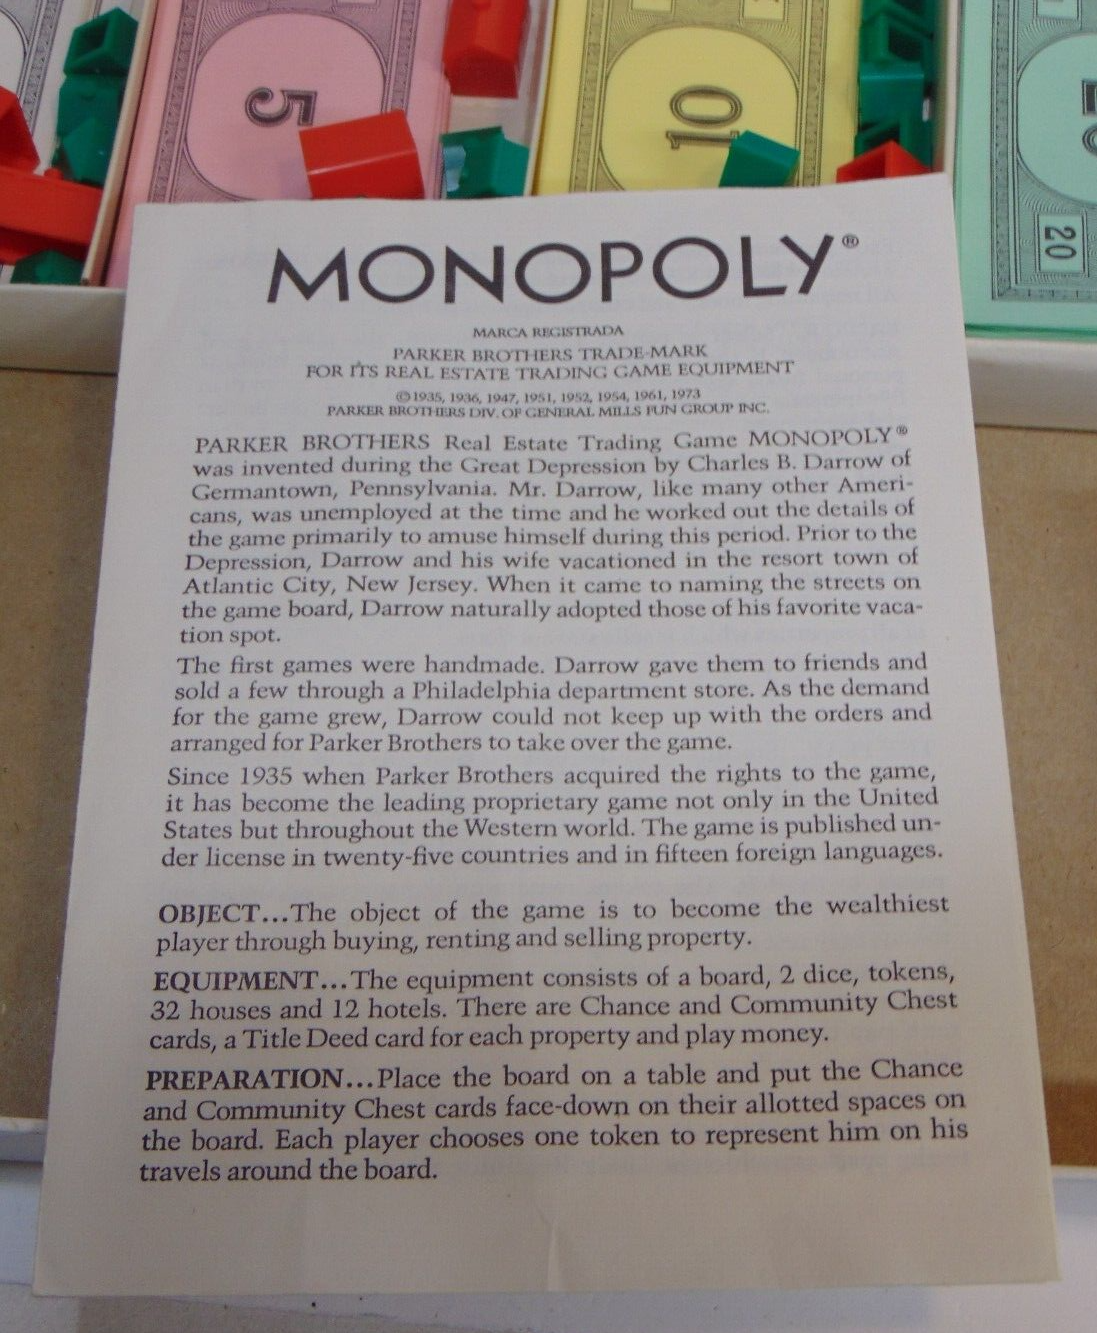 5
10
20
MONOPOLY®
MARCA REGISTRADA
PARKER BROTHERS TRADE-MARK
FOR ITS REAL ESTATE TRADING GAME EQUIPMENT
©1935, 1936, 1947, 1951, 1952, 1954, 1961, 1973
PARKER BROTHERS DIV. OF GENERAL MILLS FUN GROUP INC.
PARKER BROTHERS Real Estate Trading Game MONOPOLY®
was invented during the Great Depression by Charles B. Darrow of
Germantown, Pennsylvania. Mr. Darrow, like many other Ameri-
cans, was unemployed at the time and he worked out the details of
the game primarily to amuse himself during this period. Prior to the
Depression, Darrow and his wife vacationed in the resort town of
Atlantic City, New Jersey. When it came to naming the streets on
the game board, Darrow naturally adopted those of his favorite vaca-
tion spot.
The first games were handmade. Darrow gave them to friends and
sold a few through a Philadelphia department store. As the demand
for the game grew, Darrow could not keep up with the orders and
arranged for Parker Brothers to take over the game.
Since 1935 when Parker Brothers acquired the rights to the game,
it has become the leading proprietary game not only in the United
States but throughout the Western world. The game is published un-
der license in twenty-five countries and in fifteen foreign languages.
OBJECT...The object of the game is to become the wealthiest
player through buying, renting and selling property.
EQUIPMENT...The equipment consists of a board, 2 dice, tokens,
32 houses and 12 hotels. There are Chance and Community Chest
cards, a Title Deed card for each property and play money.
PREPARATION...Place the board on a table and put the Chance
and Community Chest cards face-down on their allotted spaces on
the board. Each player chooses one token to represent him on his
travels around the board.